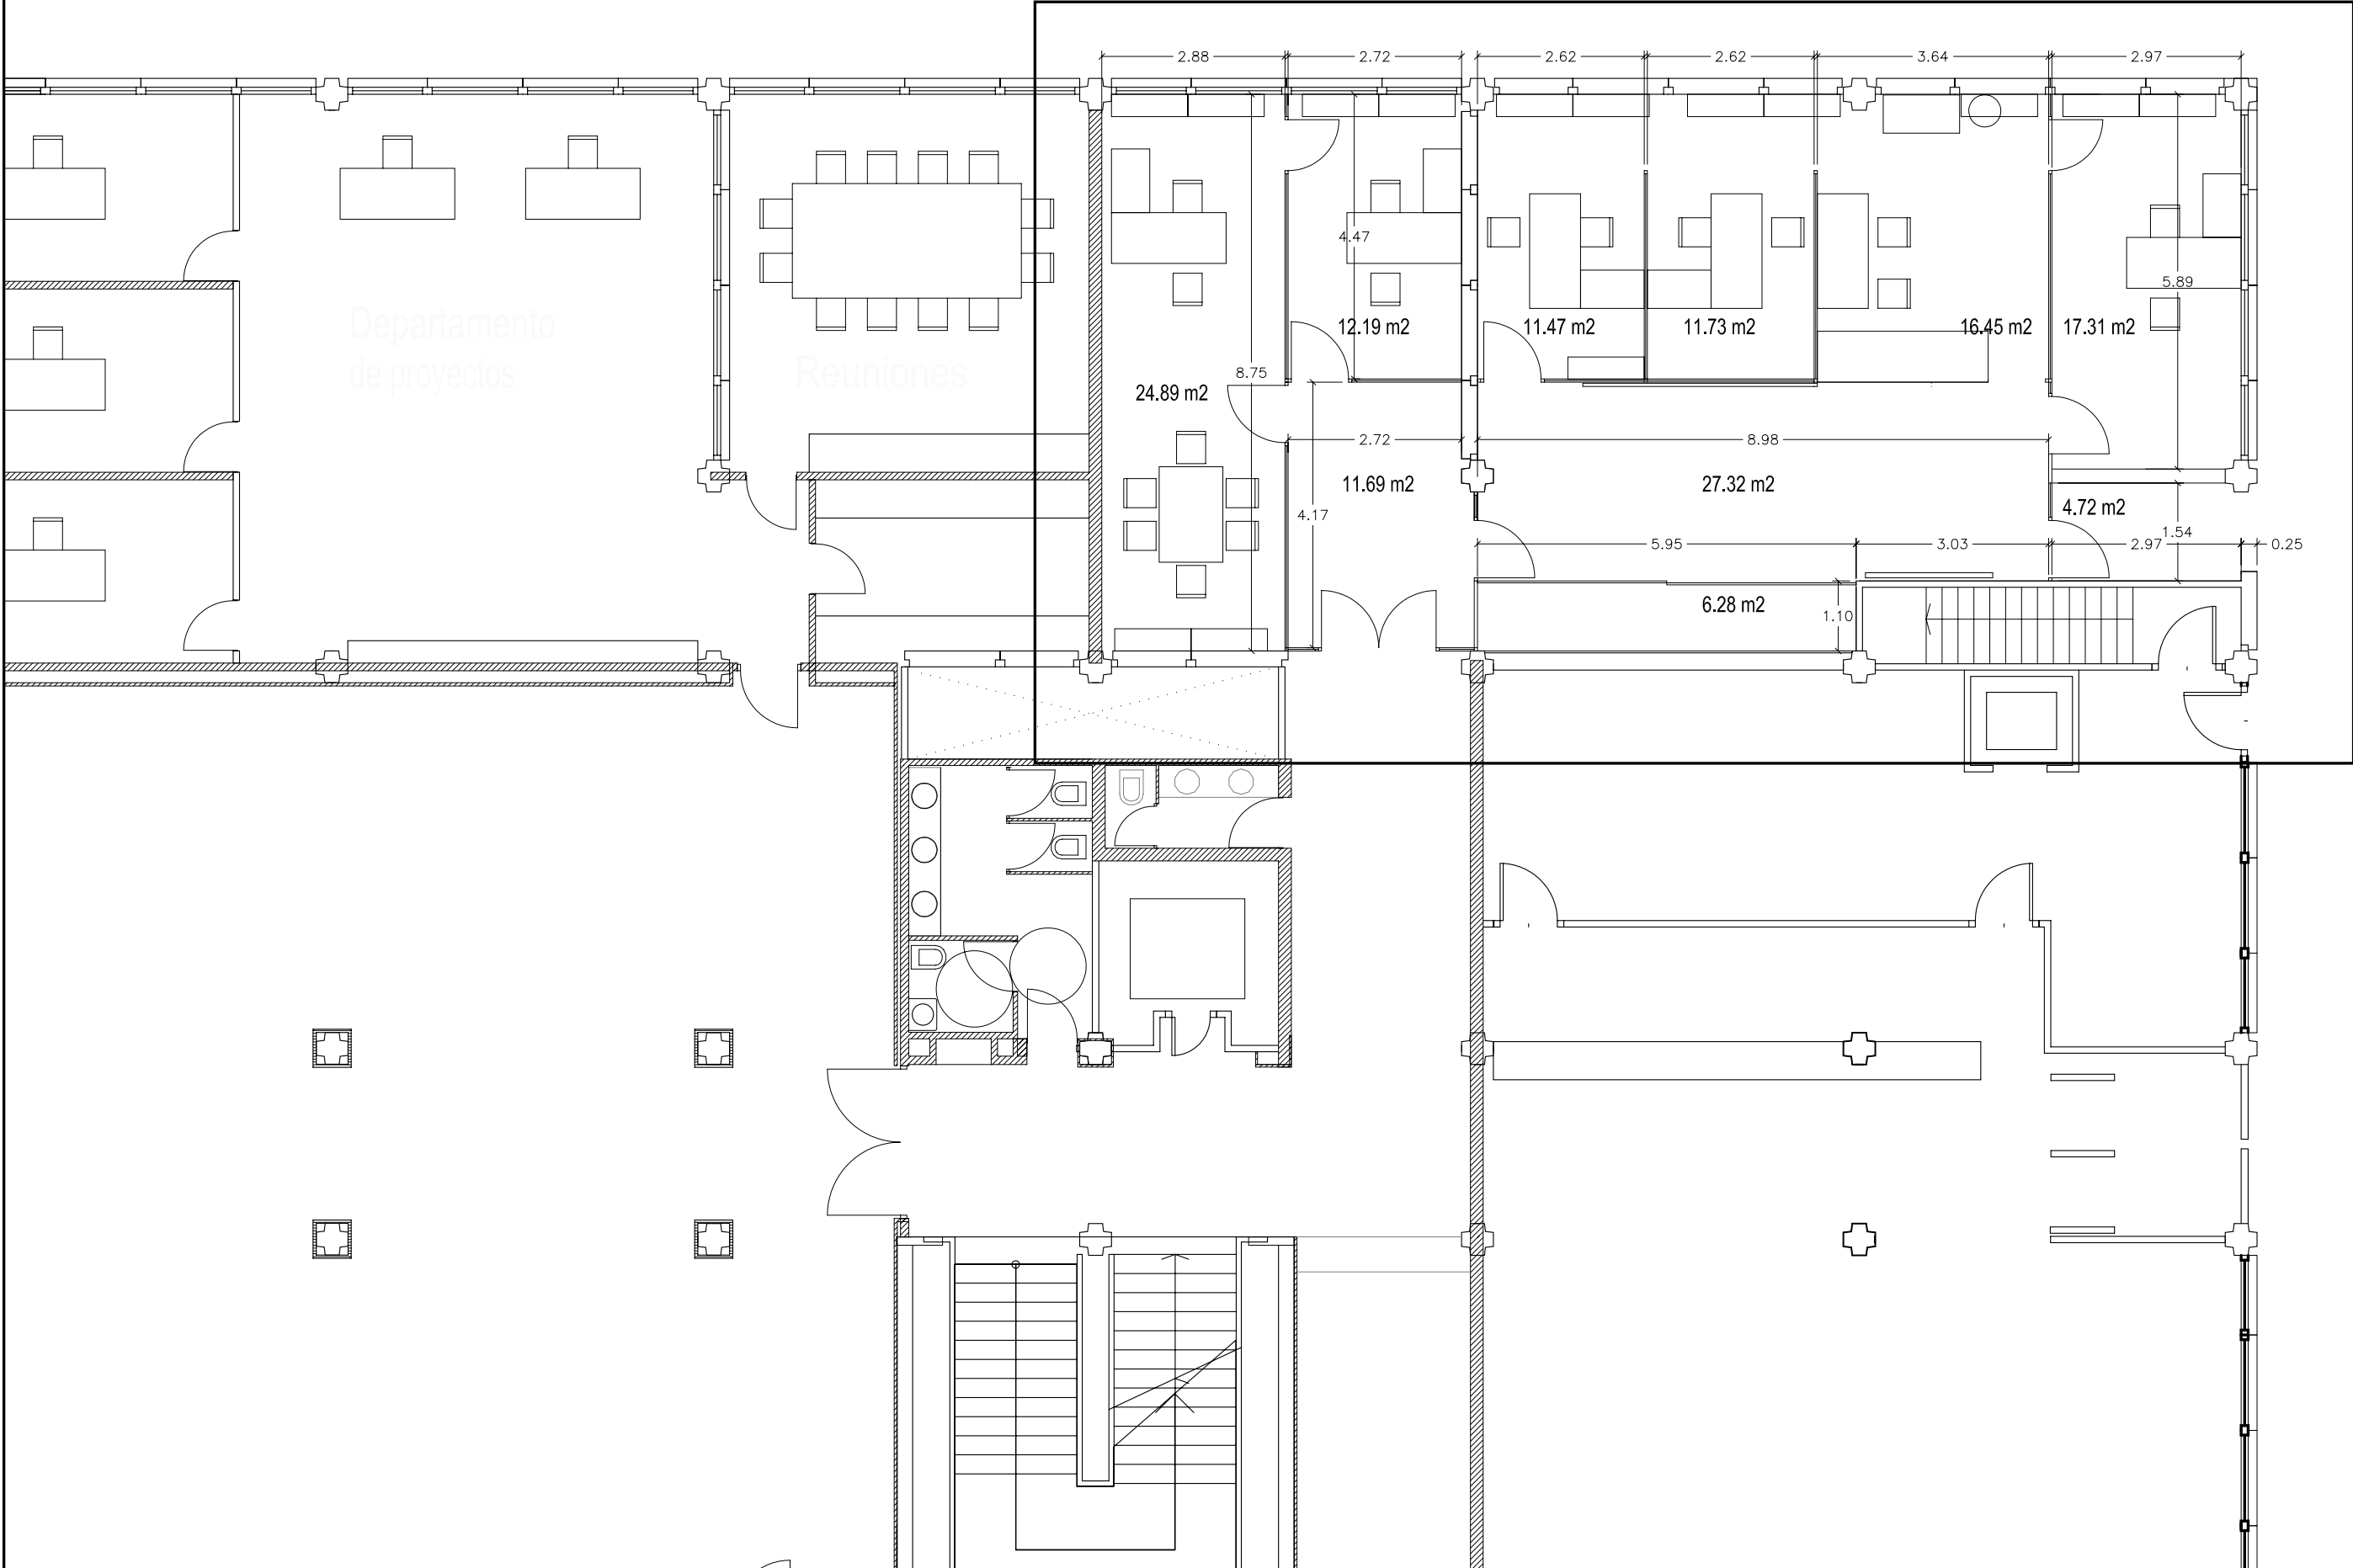 2.88
2.72
2.62
2.62
3.64
2.97
4.47
5.89
Departamento
de proyectos
Reuniones
12.19 m2
11.47 m2
11.73 m2
16.45 m2
17.31 m2
8.75
24.89 m2
2.72
8.98
11.69 m2
27.32 m2
4.72 m2
4.17
1.54
5.95
3.03
2.97
0.25
6.28 m2
1.10